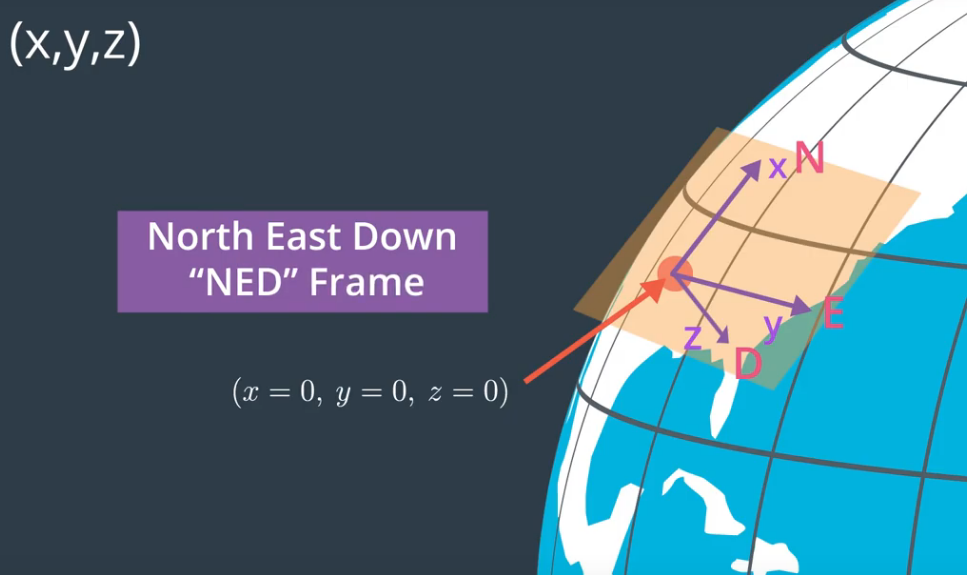 (x,y,z)
x N
North East Down
“NED” Frame
E
y
z
D
(x = 0, y = 0, z = 0)